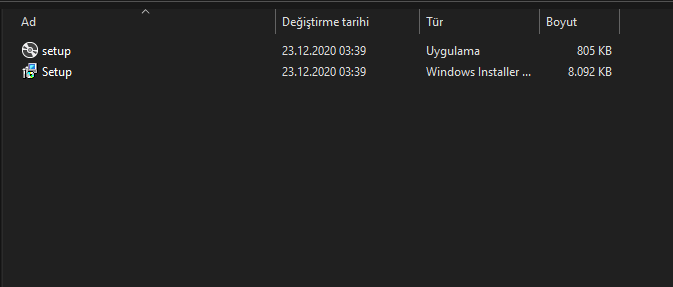 Ad Değiştirme tarihi Tür Boyut
setup 23.12.2020 03:39 Uygulama 805 KB
Setup 23.12.2020 03:39 Windows Installer ... 8.092 KB